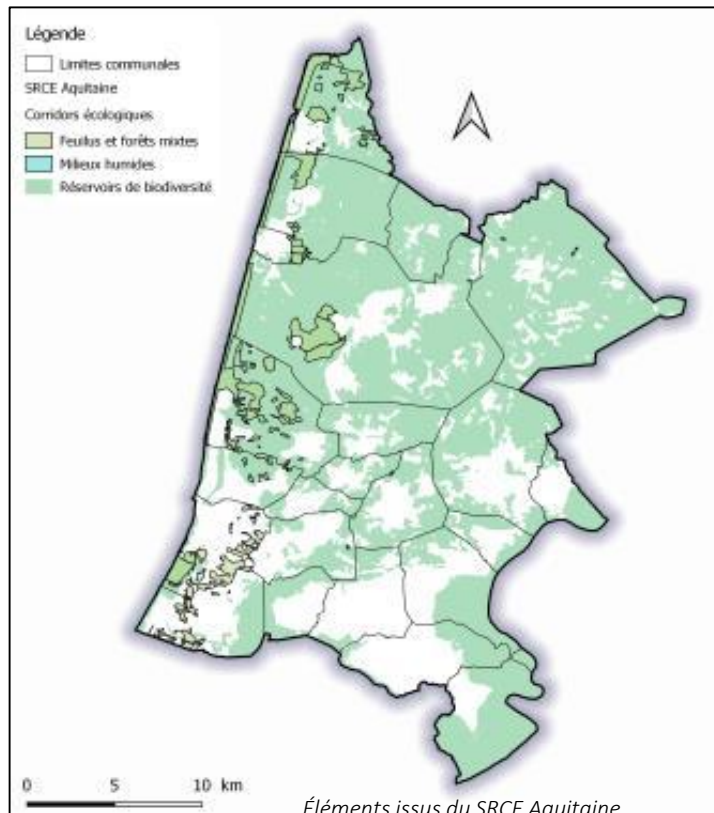 Légende
Limites communales
SRCE Aquitaine
Corridors écologiques
Feuillus et forêts mixtes
Milieux humides
Réservoirs de biodiversité
0 5 10 km
Éléments issus du SRCE Aquitaine